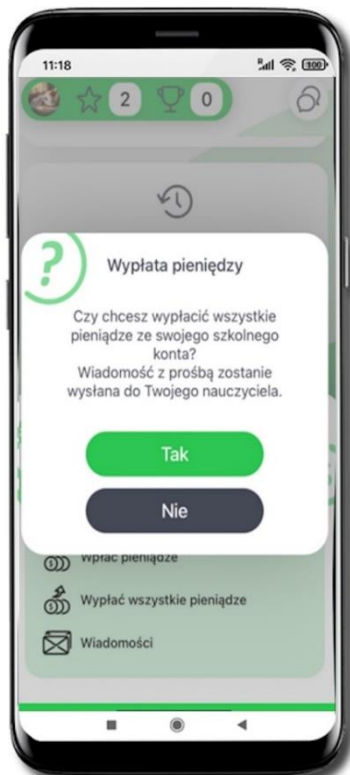 11:18
100
2
0
Wypłata pieniędzy
Czy chcesz wypłacić wszystkie
pieniądze ze swojego szkolnego
konta?
Wiadomość z prośbą zostanie
wysłana do Twojego nauczyciela.
Tak
Nie
Wpłać pieniądze
Wypłać wszystkie pieniądze
Wiadomości